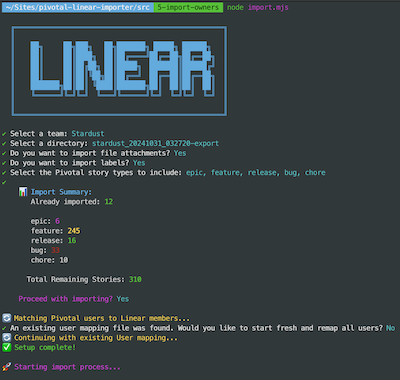 ~/Sites/pivotal-linear-importer/src 5-import-owners node import.mjs
LINEAR
✔ Select a team: Stardust
✔ Select a directory: stardust_20241031_032720-export
✔ Do you want to import file attachments? Yes
✔ Do you want to import labels? Yes
✔ Select the Pivotal story types to include: epic, feature, release, bug, chore
✔
📊 Import Summary:
Already imported: 12
epic: 6
feature: 245
release: 16
bug: 33
chore: 10
Total Remaining Stories: 310
Proceed with importing? Yes
🔄 Matching Pivotal users to Linear members...
✔ An existing user mapping file was found. Would you like to start fresh and remap all users? No
🔄 Continuing with existing User mapping...
✅ Setup complete!
🚀 Starting import process...